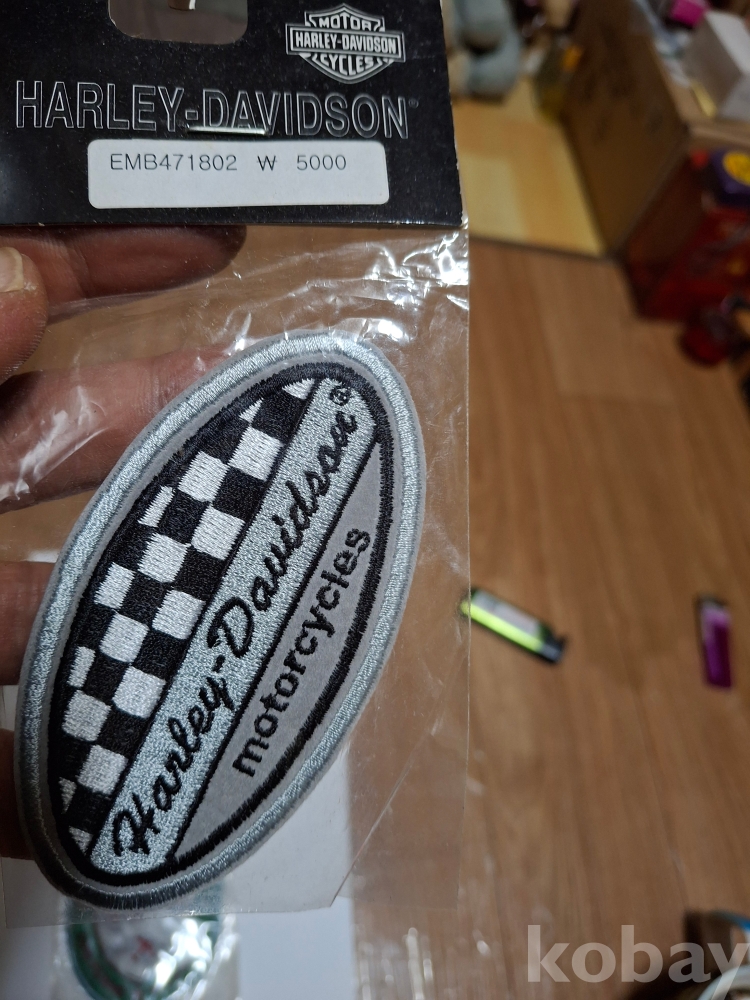 MOTOR
HARLEY-DAVIDSON
CYCLES
HARLEY-DAVIDSON®
EMB471802 ₩ 5000
Harley-Davidson®
motorcycles
kobay